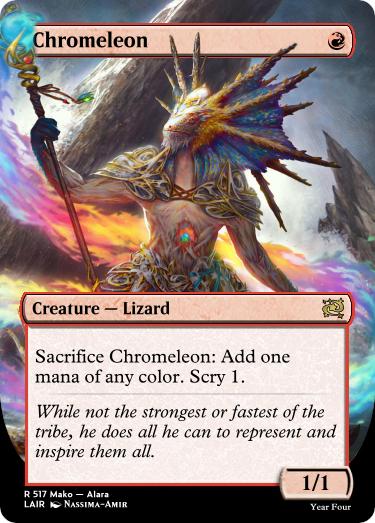 Chromeleon
Creature — Lizard
Sacrifice Chromeleon: Add one
mana of any color. Scry 1.
While not the strongest or fastest of the
tribe, he does all he can to represent and
inspire them all.
1/1
R 517 Mako — Alara
LAIR Nassima-Amir
Year Four